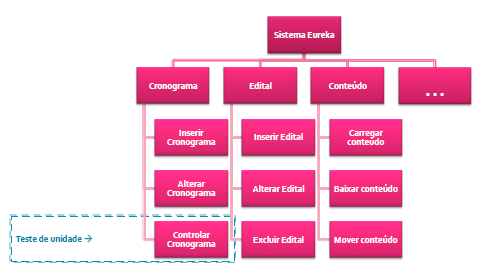 Sistema Eureka
Cronograma
Edital
Conteúdo
...
Inserir
Cronograma
Inserir Edital
Carregar
conteúdo
Alterar
Cronograma
Alterar Edital
Baixar conteúdo
Teste de unidade →
Controlar
Cronograma
Excluir Edital
Mover conteúdo